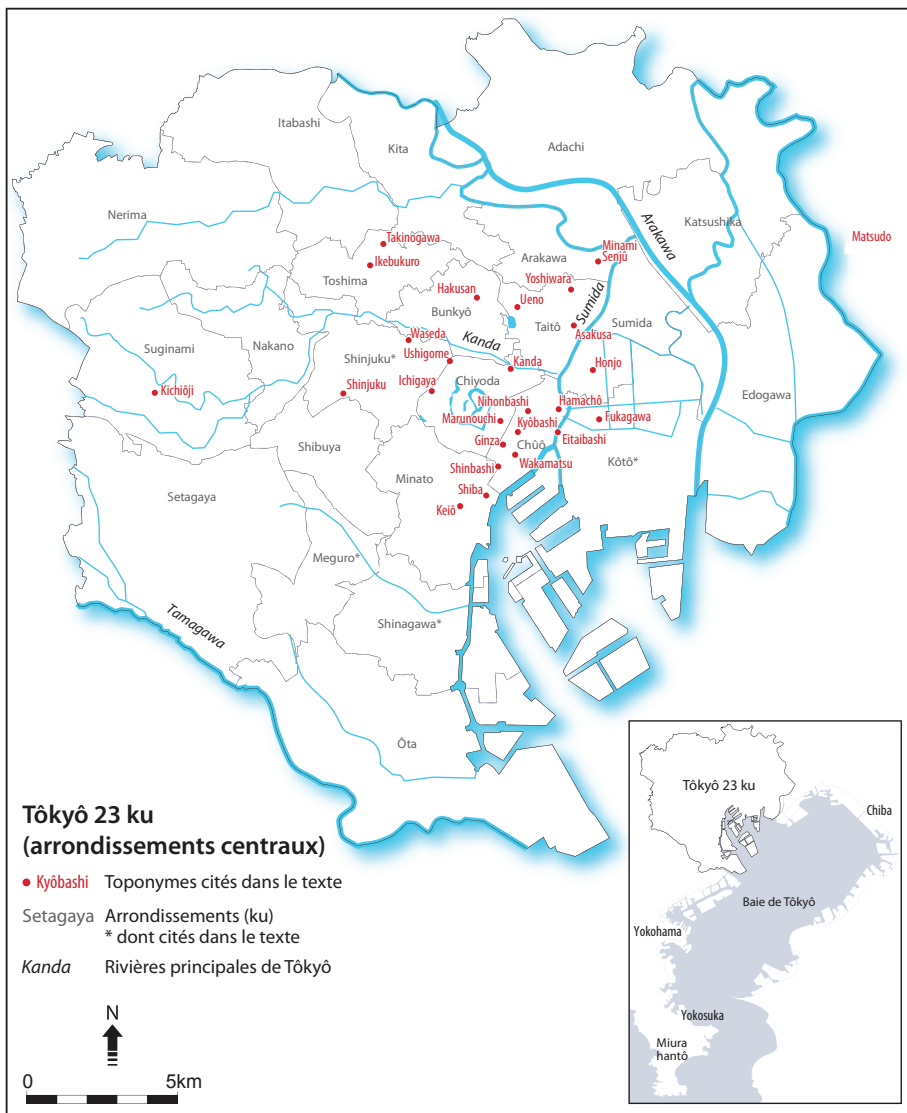 Itabashi
Kita
Adachi
Nerima
Katsushika
Arakawa
Matsudo
Takinogawa
Minami
Senjû
Arakawa
Ikebukuro
Toshima
Yoshiwara
Hakusan
Ueno
Bunkyô
Taitô
Sumida
Sumida
Asakusa
Kanda
Waseda
Suginami
Nakano
Shinjuku*
Ushigome
Kanda
Honjo
Ichigaya
Chiyoda
Kichiôji
Shinjuku
Edogawa
Nihonbashi
Hamachô
Marunouchi
Kyôbashi
Fukagawa
Ginza
Chûô
Eitaibashi
Shibuya
Wakamatsu
Kôtô*
Shinbashi
Minato
Setagaya
Shiba
Keiô
Meguro*
Tamagawa
Shinagawa*
Ôta
Tôkyô 23 ku
(arrondissements centraux)
Kyôbashi Toponymes cités dans le texte
Setagaya Arrondissements (ku)
* dont cités dans le texte
Kanda Rivières principales de Tôkyô
N
0 5km
Tôkyô 23 ku
Chiba
Baie de Tôkyô
Yokohama
Yokosuka
Miura
hantô